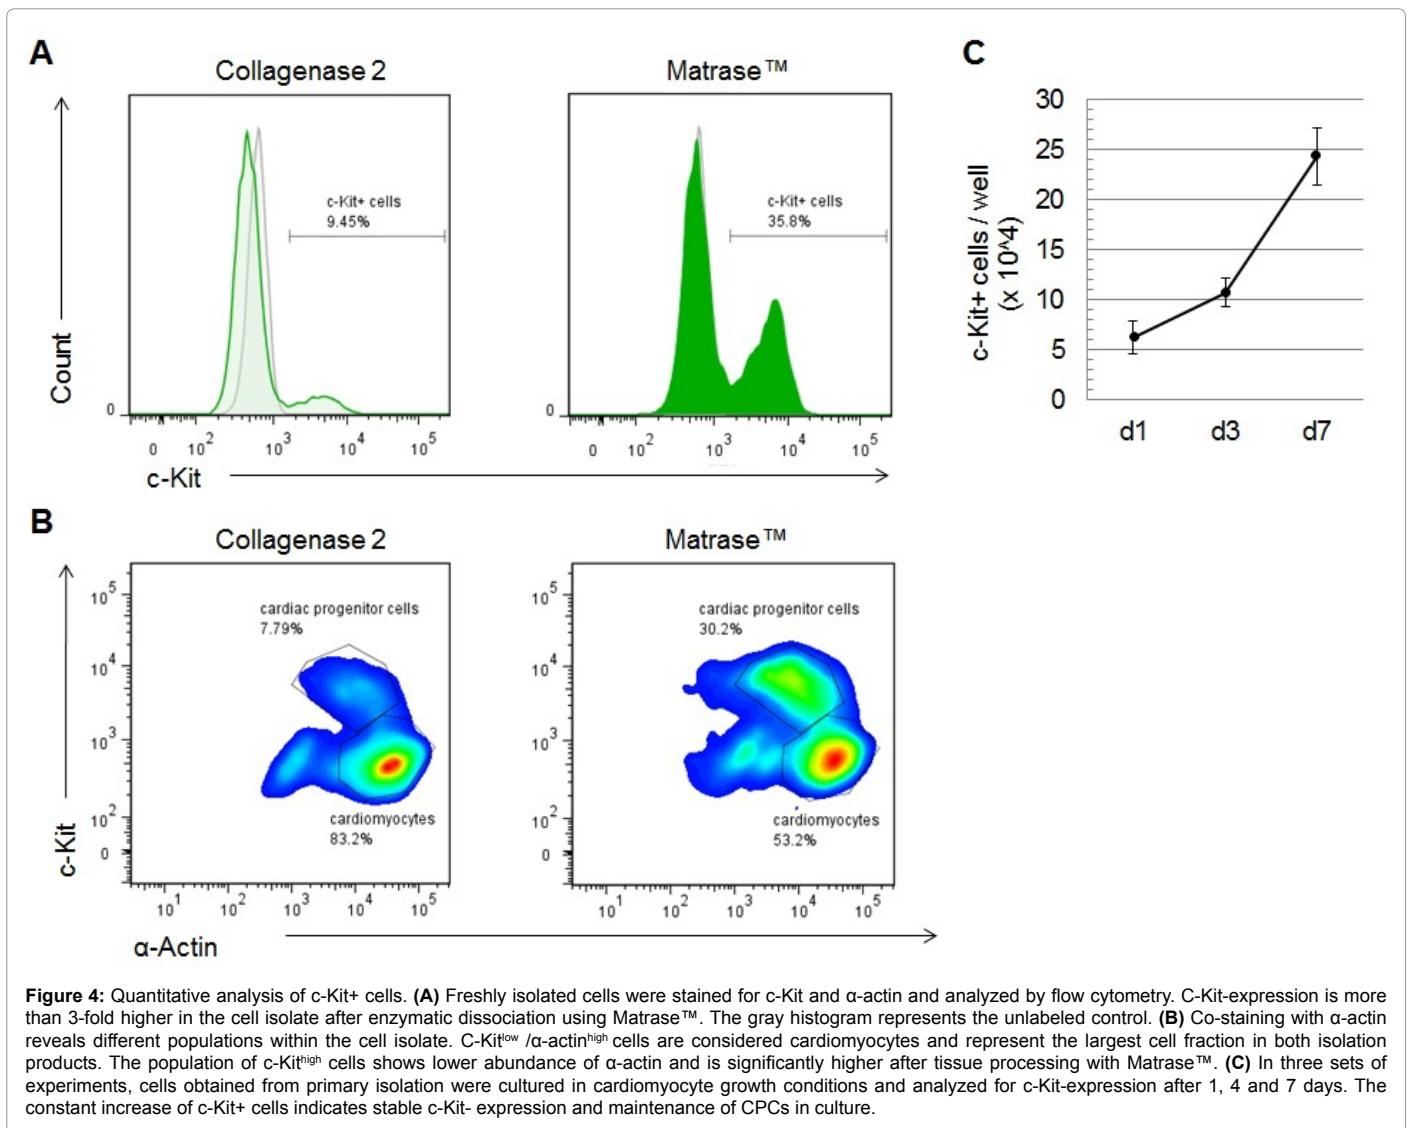 A
Collagenase 2
Matrase™
C
Count
c-Kit+ cells
9.45%
c-Kit+ cells
35.8%
0
0
0 10^2 10^3 10^4 10^5
0 10^2 10^3 10^4 10^5
c-Kit
c-Kit+ cells / well
(x 10^4)
30
25
20
15
10
5
0
d1 d3 d7
B
Collagenase 2
Matrase™
c-Kit
10^5
10^4
10^3
10^2
0
cardiac progenitor cells
7.79%
cardiomyocytes
83.2%
10^1 10^2 10^3 10^4 10^5
10^5
10^4
10^3
10^2
0
cardiac progenitor cells
30.2%
cardiomyocytes
53.2%
10^1 10^2 10^3 10^4 10^5
α-Actin
Figure 4: Quantitative analysis of c-Kit+ cells. (A) Freshly isolated cells were stained for c-Kit and α-actin and analyzed by flow cytometry. C-Kit-expression is more
than 3-fold higher in the cell isolate after enzymatic dissociation using Matrase™. The gray histogram represents the unlabeled control. (B) Co-staining with α-actin
reveals different populations within the cell isolate. C-Kit^low /α-actin^high cells are considered cardiomyocytes and represent the largest cell fraction in both isolation
products. The population of c-Kit^high cells shows lower abundance of α-actin and is significantly higher after tissue processing with Matrase™. (C) In three sets of
experiments, cells obtained from primary isolation were cultured in cardiomyocyte growth conditions and analyzed for c-Kit-expression after 1, 4 and 7 days. The
constant increase of c-Kit+ cells indicates stable c-Kit- expression and maintenance of CPCs in culture.